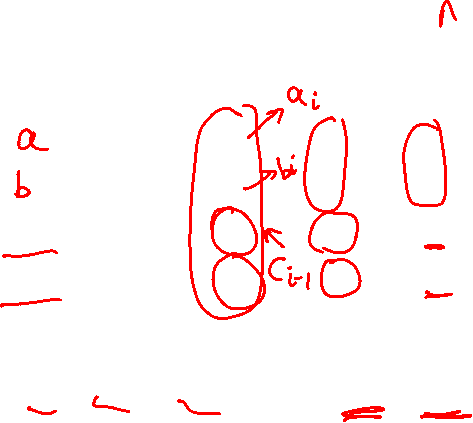 a_i
a
b_i
b
C_{i-1}